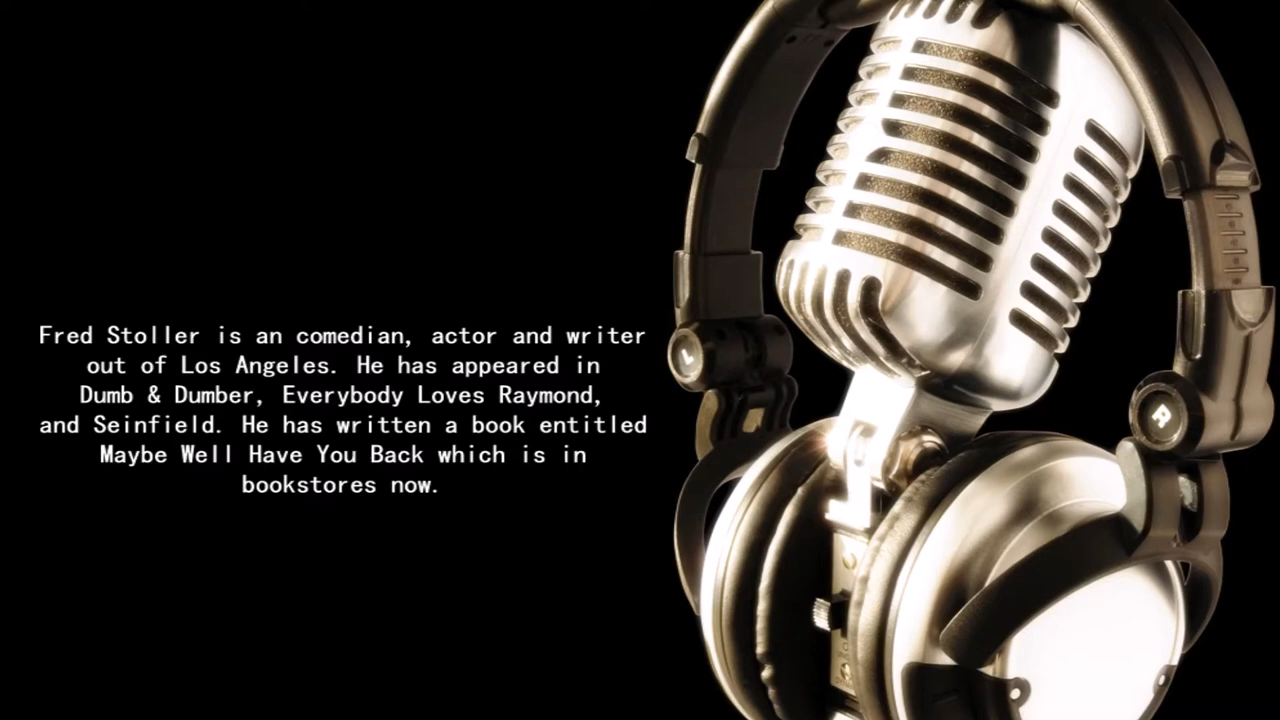 Fred Stoller is an comedian, actor and writer
out of Los Angeles. He has appeared in
Dumb & Dumber, Everybody Loves Raymond,
and Seinfield. He has written a book entitled
Maybe Well Have You Back which is in
bookstores now.
L
R